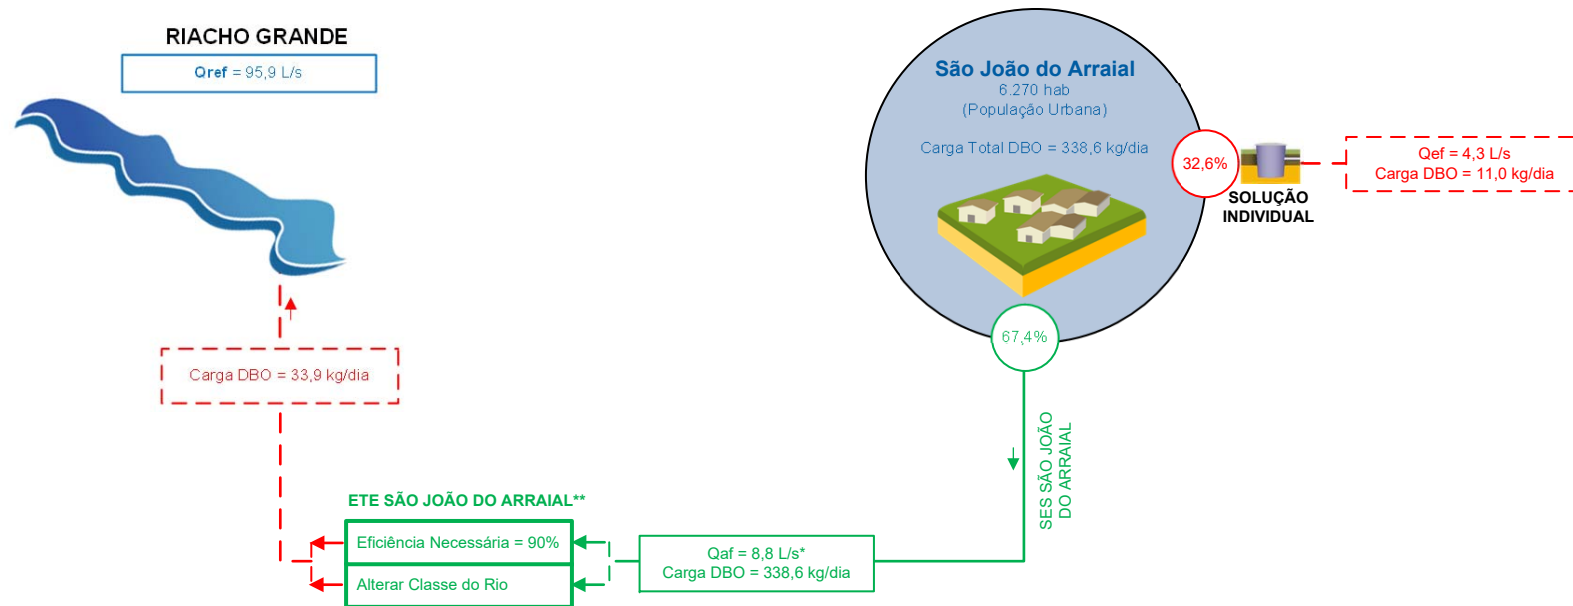 RIACHO GRANDE
Qref = 95,9 L/s
São João do Arraial
6.270 hab
(População Urbana)
Carga Total DBO = 338,6 kg/dia
32,6%
SOLUÇÃO
INDIVIDUAL
Qef = 4,3 L/s
Carga DBO = 11,0 kg/dia
67,4%
Carga DBO = 33,9 kg/dia
SES SÃO JOÃO
DO ARRAIAL
ETE SÃO JOÃO DO ARRAIAL**
Eficiência Necessária = 90%
Alterar Classe do Rio
Qaf = 8,8 L/s*
Carga DBO = 338,6 kg/dia